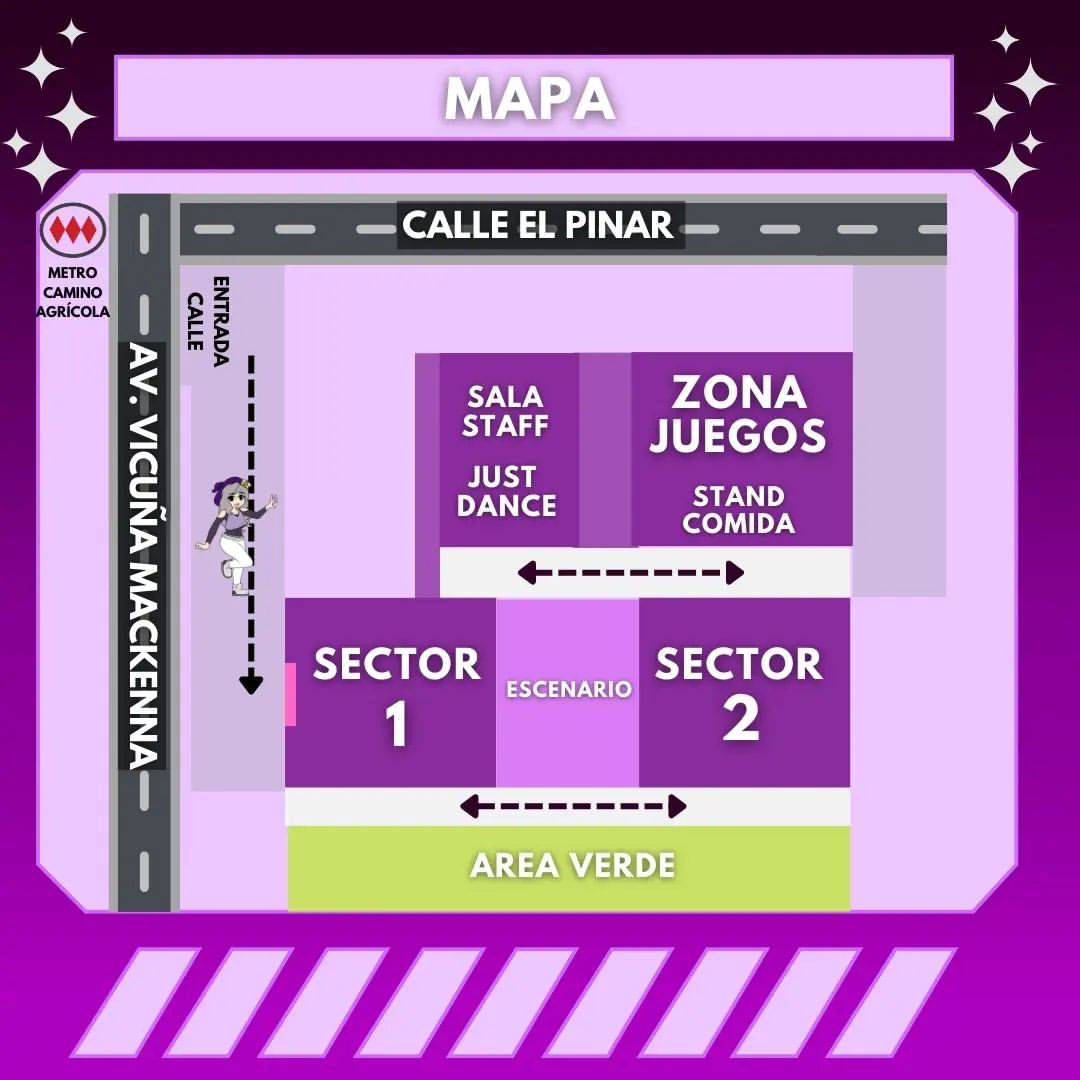 MAPA
CALLE EL PINAR
METRO
CAMINO
AGRÍCOLA
ENTRADA
CALLE
AV. VICUÑA MACKENNA
SALA
STAFF
JUST
DANCE
ZONA
JUEGOS
STAND
COMIDA
SECTOR
1
ESCENARIO
SECTOR
2
AREA VERDE